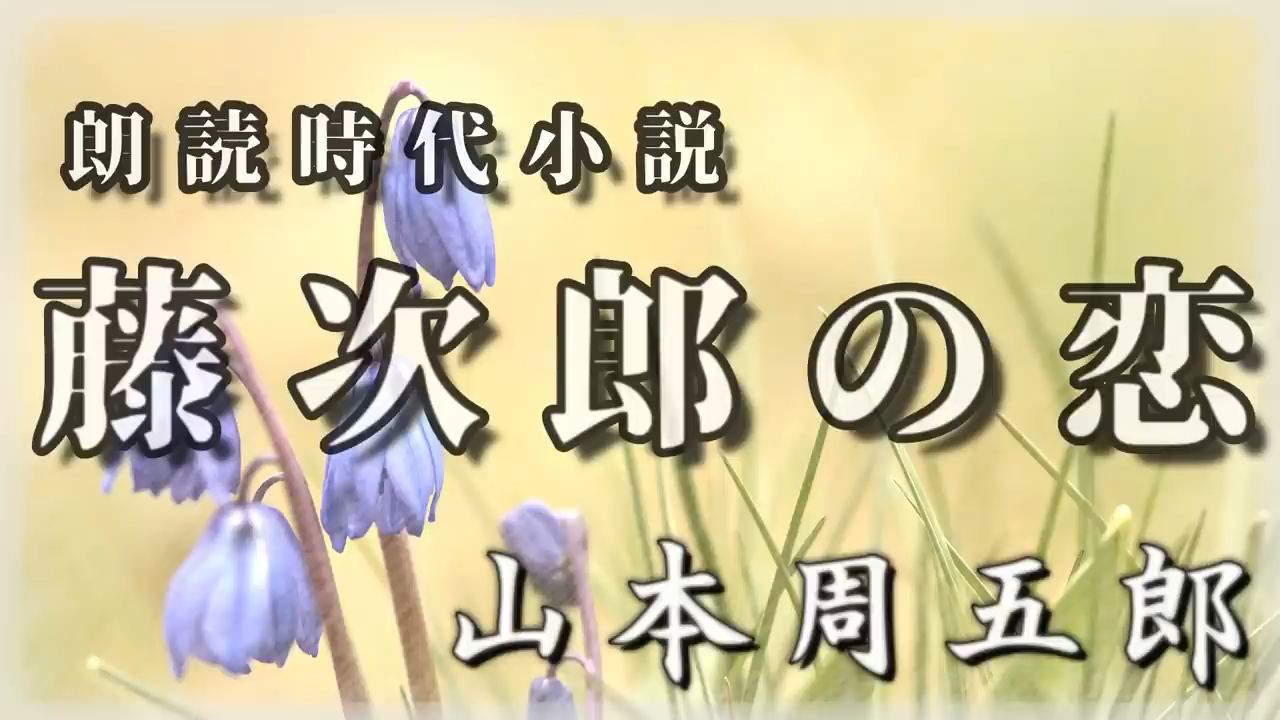 朗読時代小説
藤次郎の恋
山本周五郎